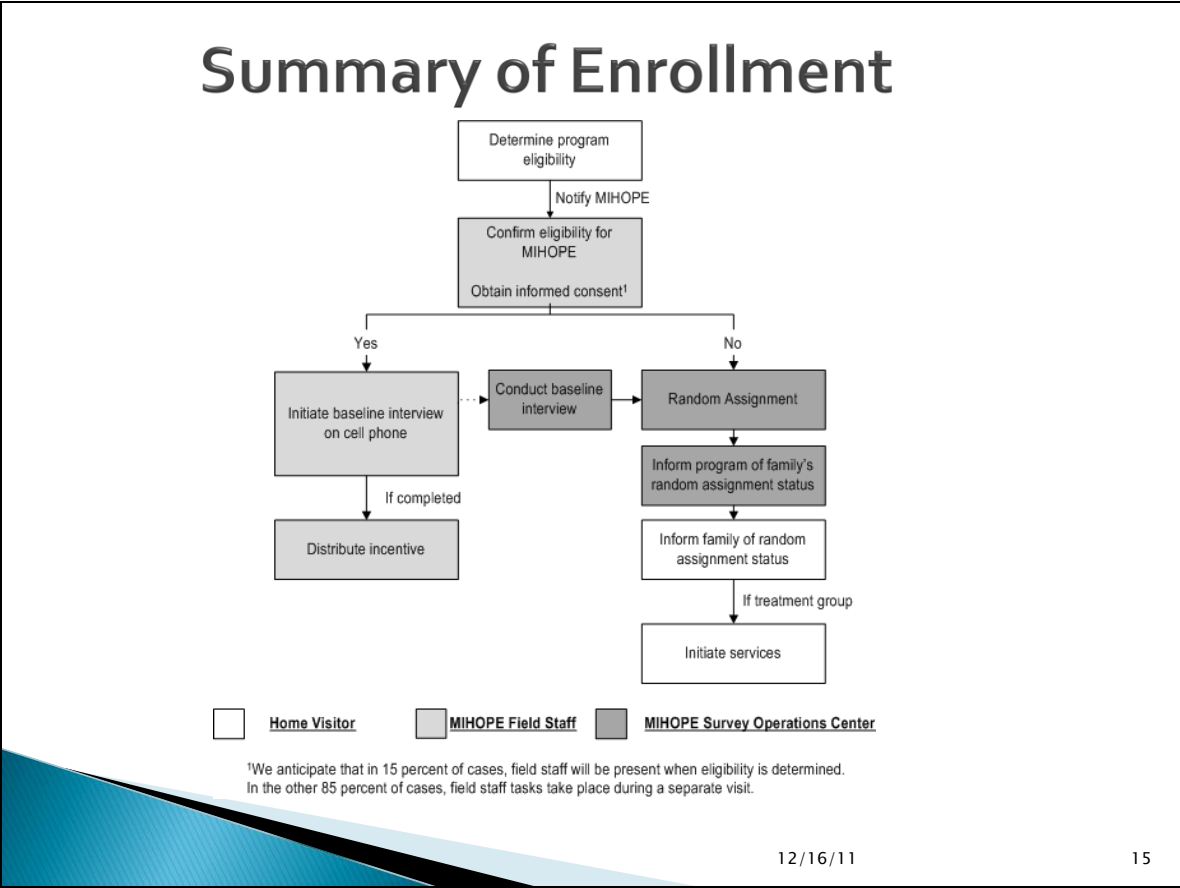 Summary of Enrollment
Determine program
eligibility
Notify MIHOPE
Confirm eligibility for
MIHOPE
Obtain informed consent¹
Yes
No
Initiate baseline interview
on cell phone
Conduct baseline
interview
Random Assignment
Inform program of family's
random assignment status
If completed
Distribute incentive
Inform family of random
assignment status
If treatment group
Initiate services
Home Visitor
MIHOPE Field Staff
MIHOPE Survey Operations Center
¹We anticipate that in 15 percent of cases, field staff will be present when eligibility is determined.
In the other 85 percent of cases, field staff tasks take place during a separate visit.
12/16/11
15